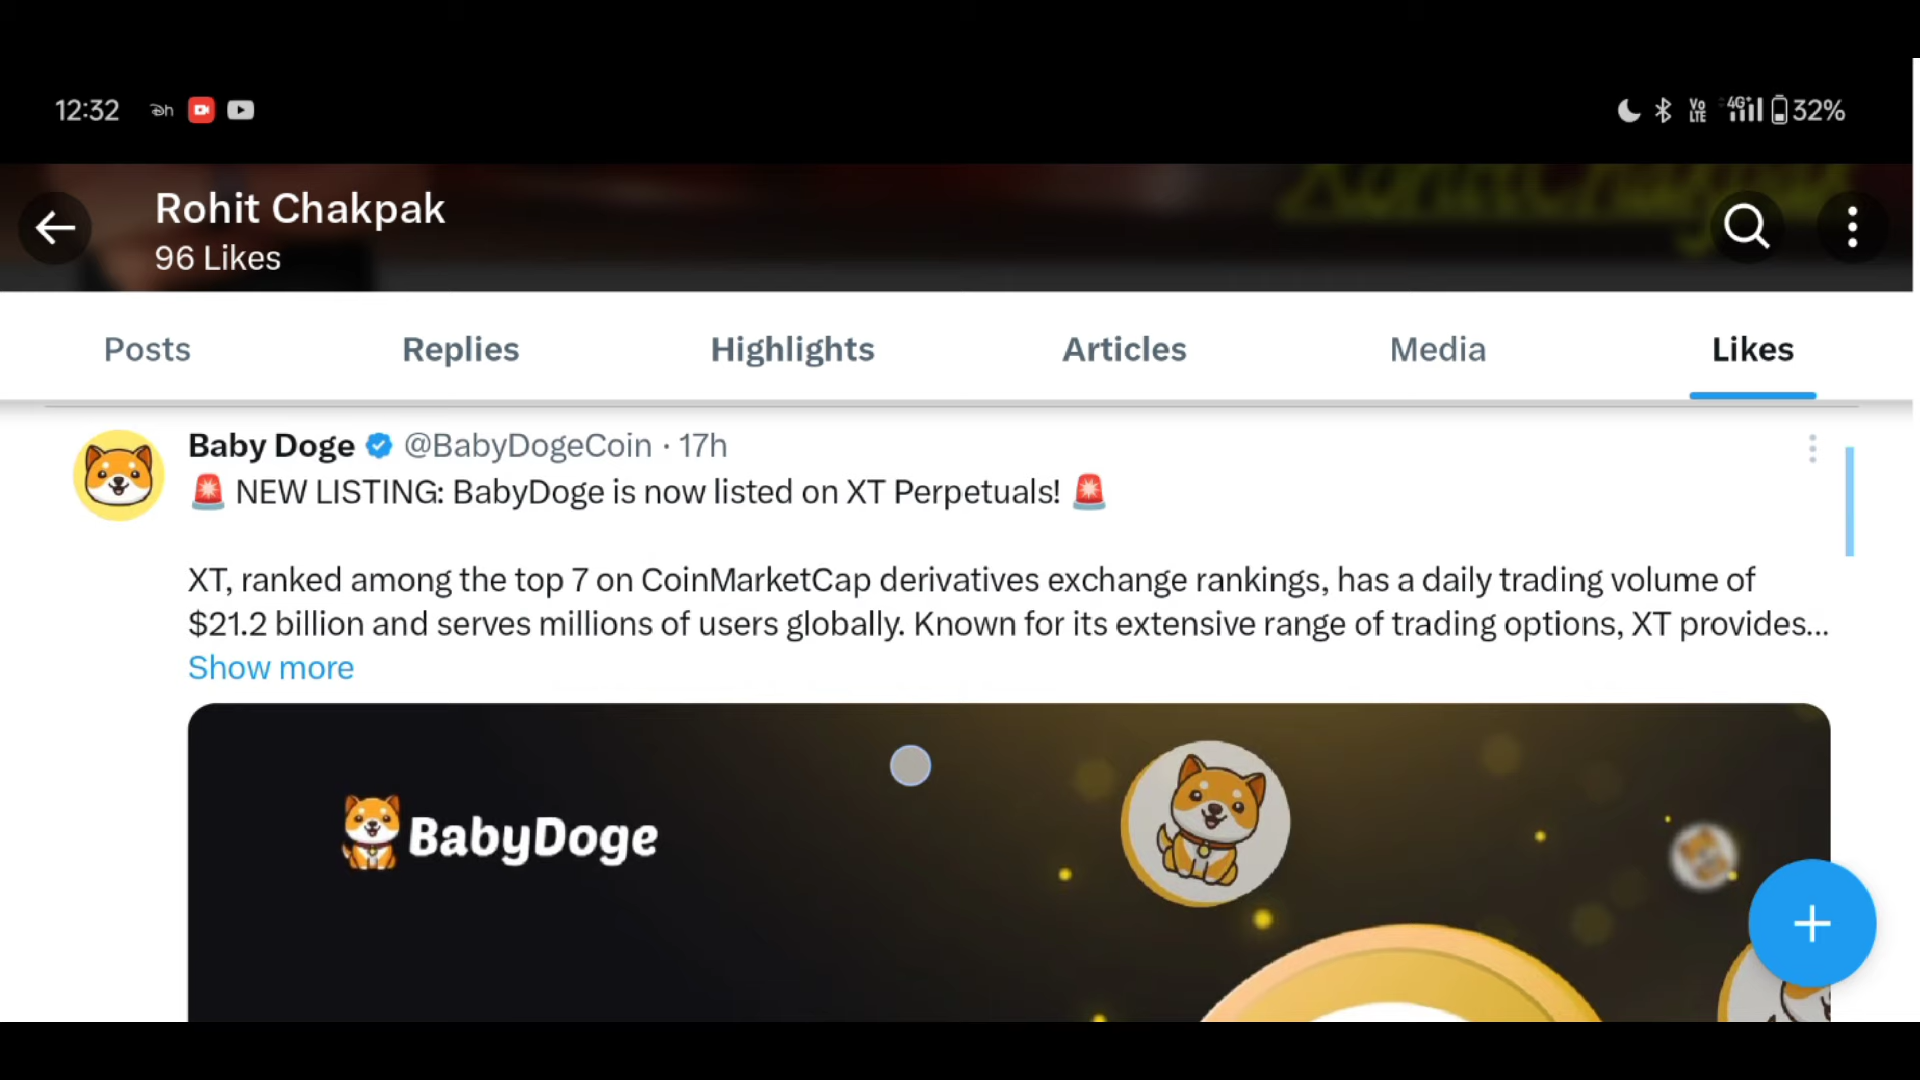 12:32
32%
Rohit Chakpak
96 Likes
Posts Replies Highlights Articles Media Likes
Baby Doge @BabyDogeCoin · 17h
🚨 NEW LISTING: BabyDoge is now listed on XT Perpetuals! 🚨
XT, ranked among the top 7 on CoinMarketCap derivatives exchange rankings, has a daily trading volume of
$21.2 billion and serves millions of users globally. Known for its extensive range of trading options, XT provides...
Show more
BabyDoge